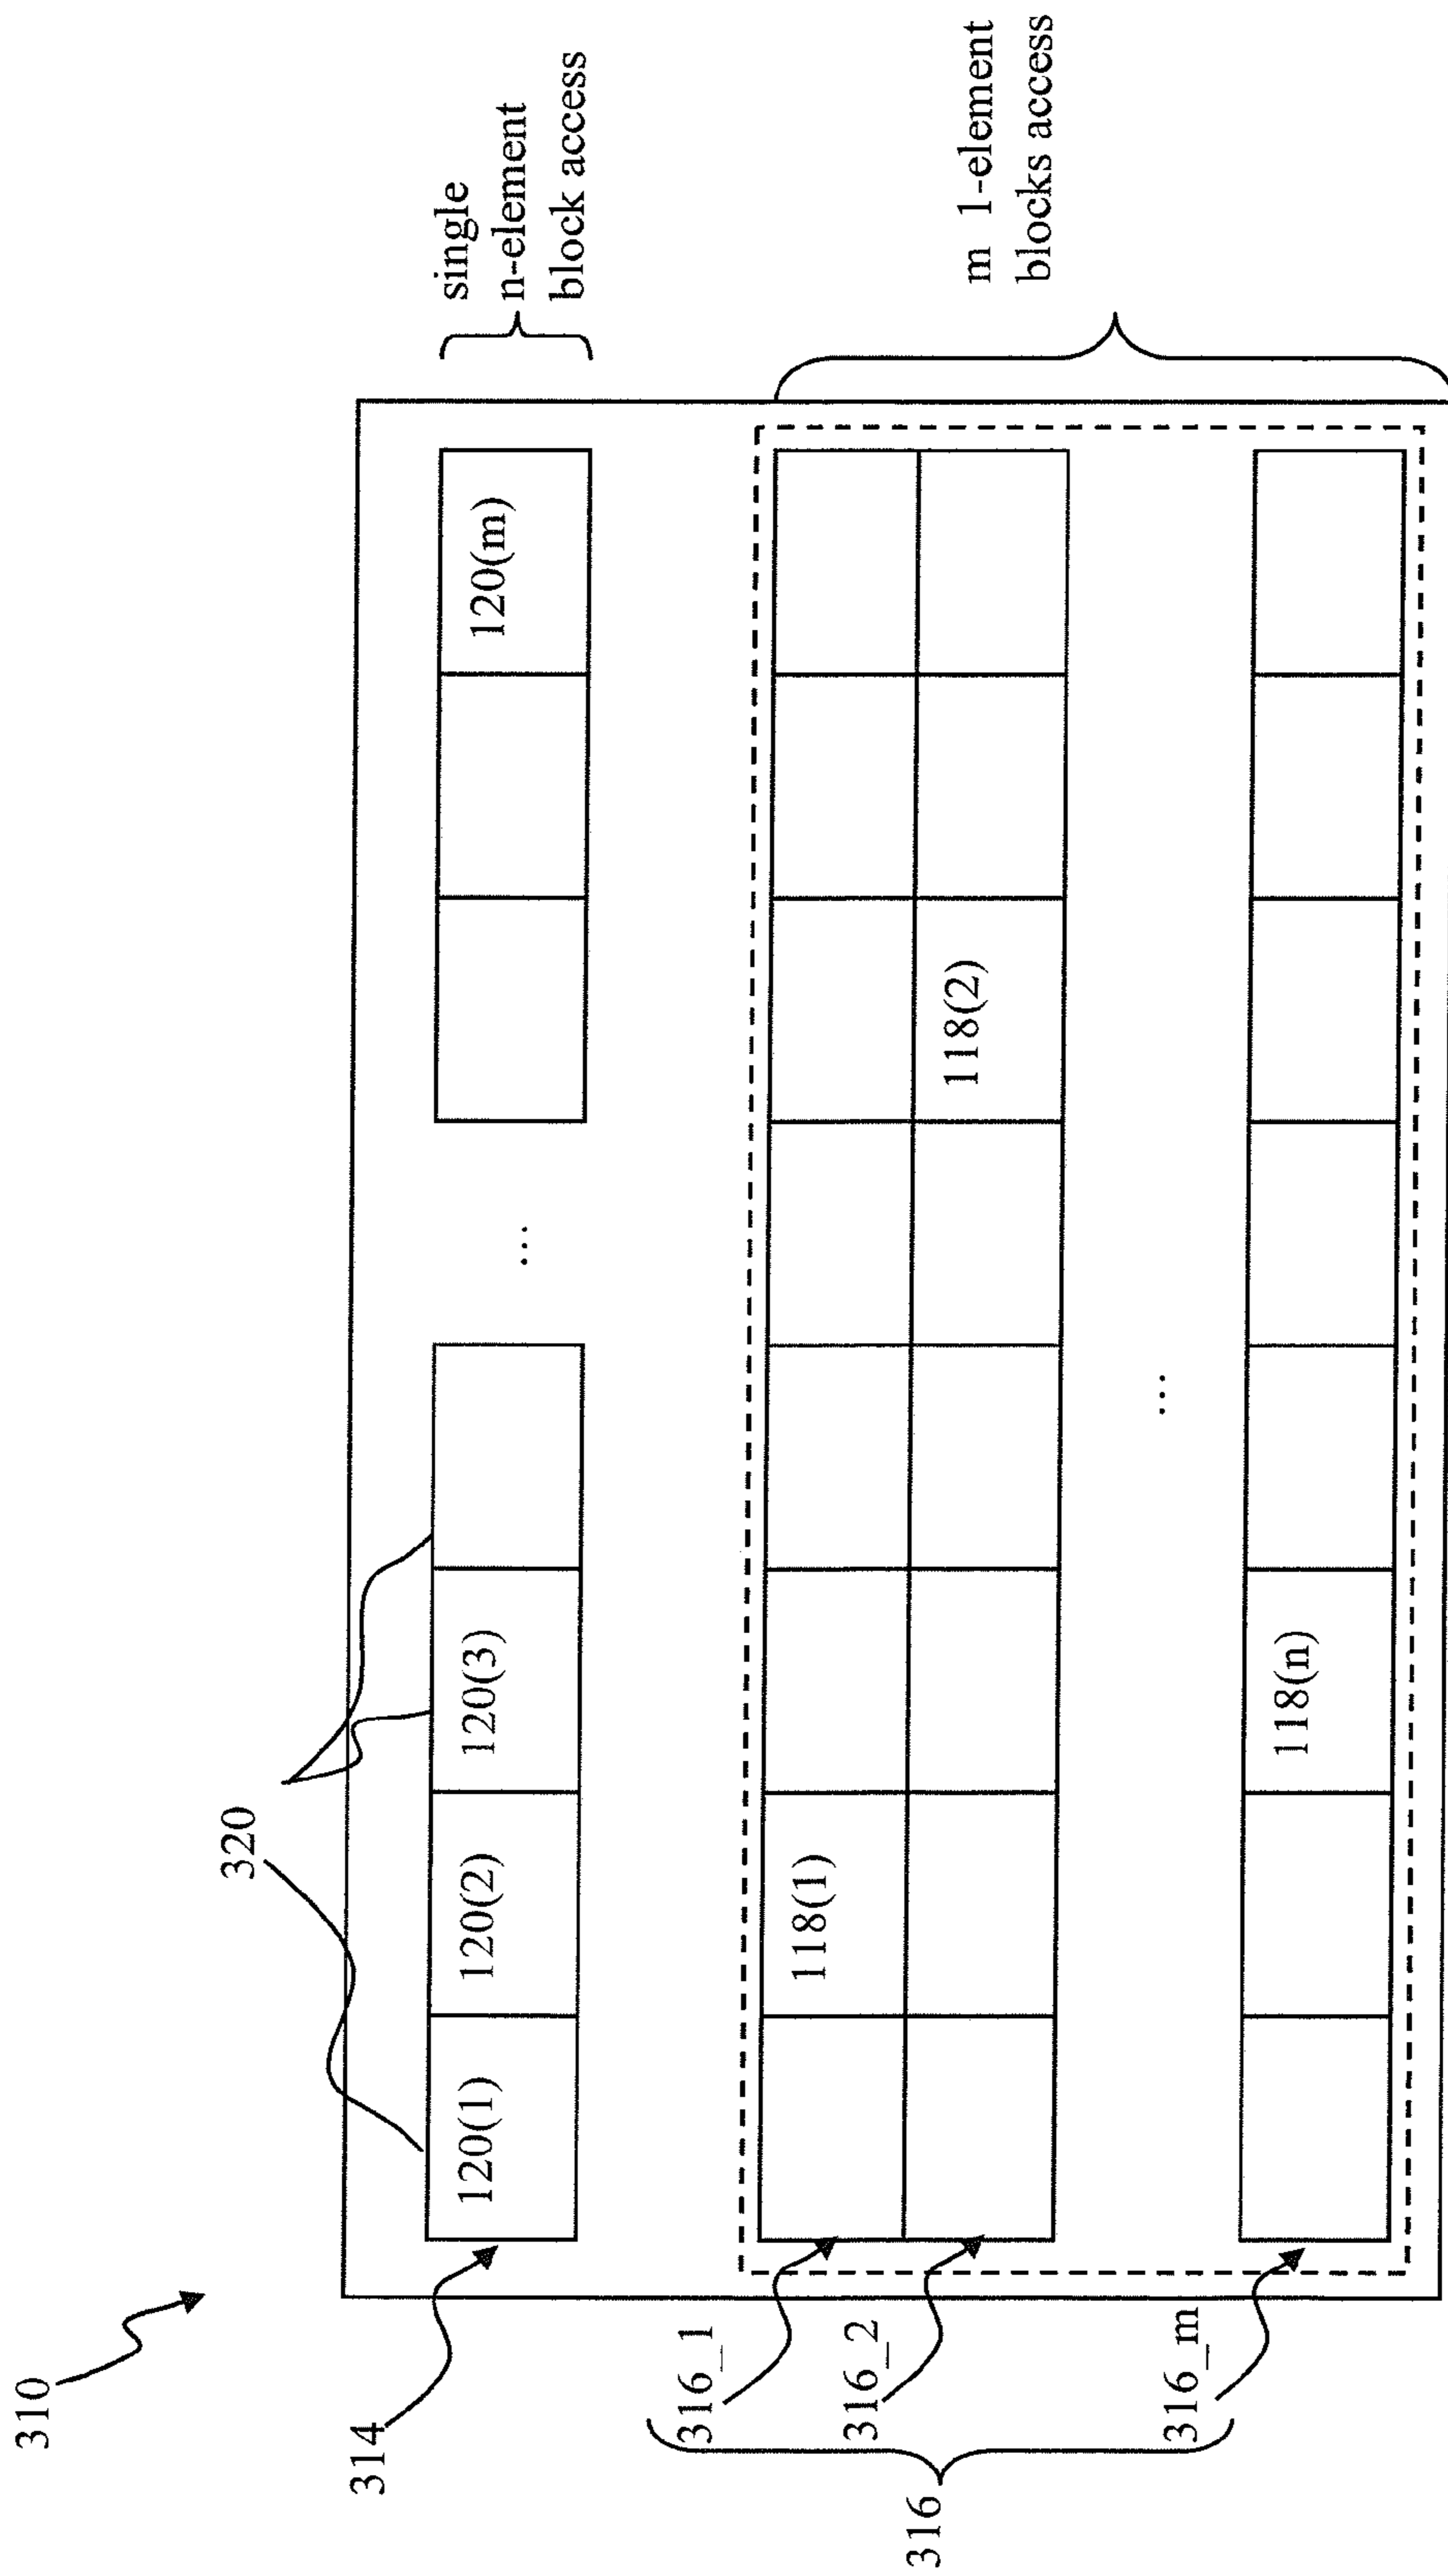 310
320
314
120(1)
120(2)
120(3)
...
120(m)
single
n-element
block access
316
316_1
316_2
316_m
118(1)
118(2)
...
118(n)
m 1-element
blocks access